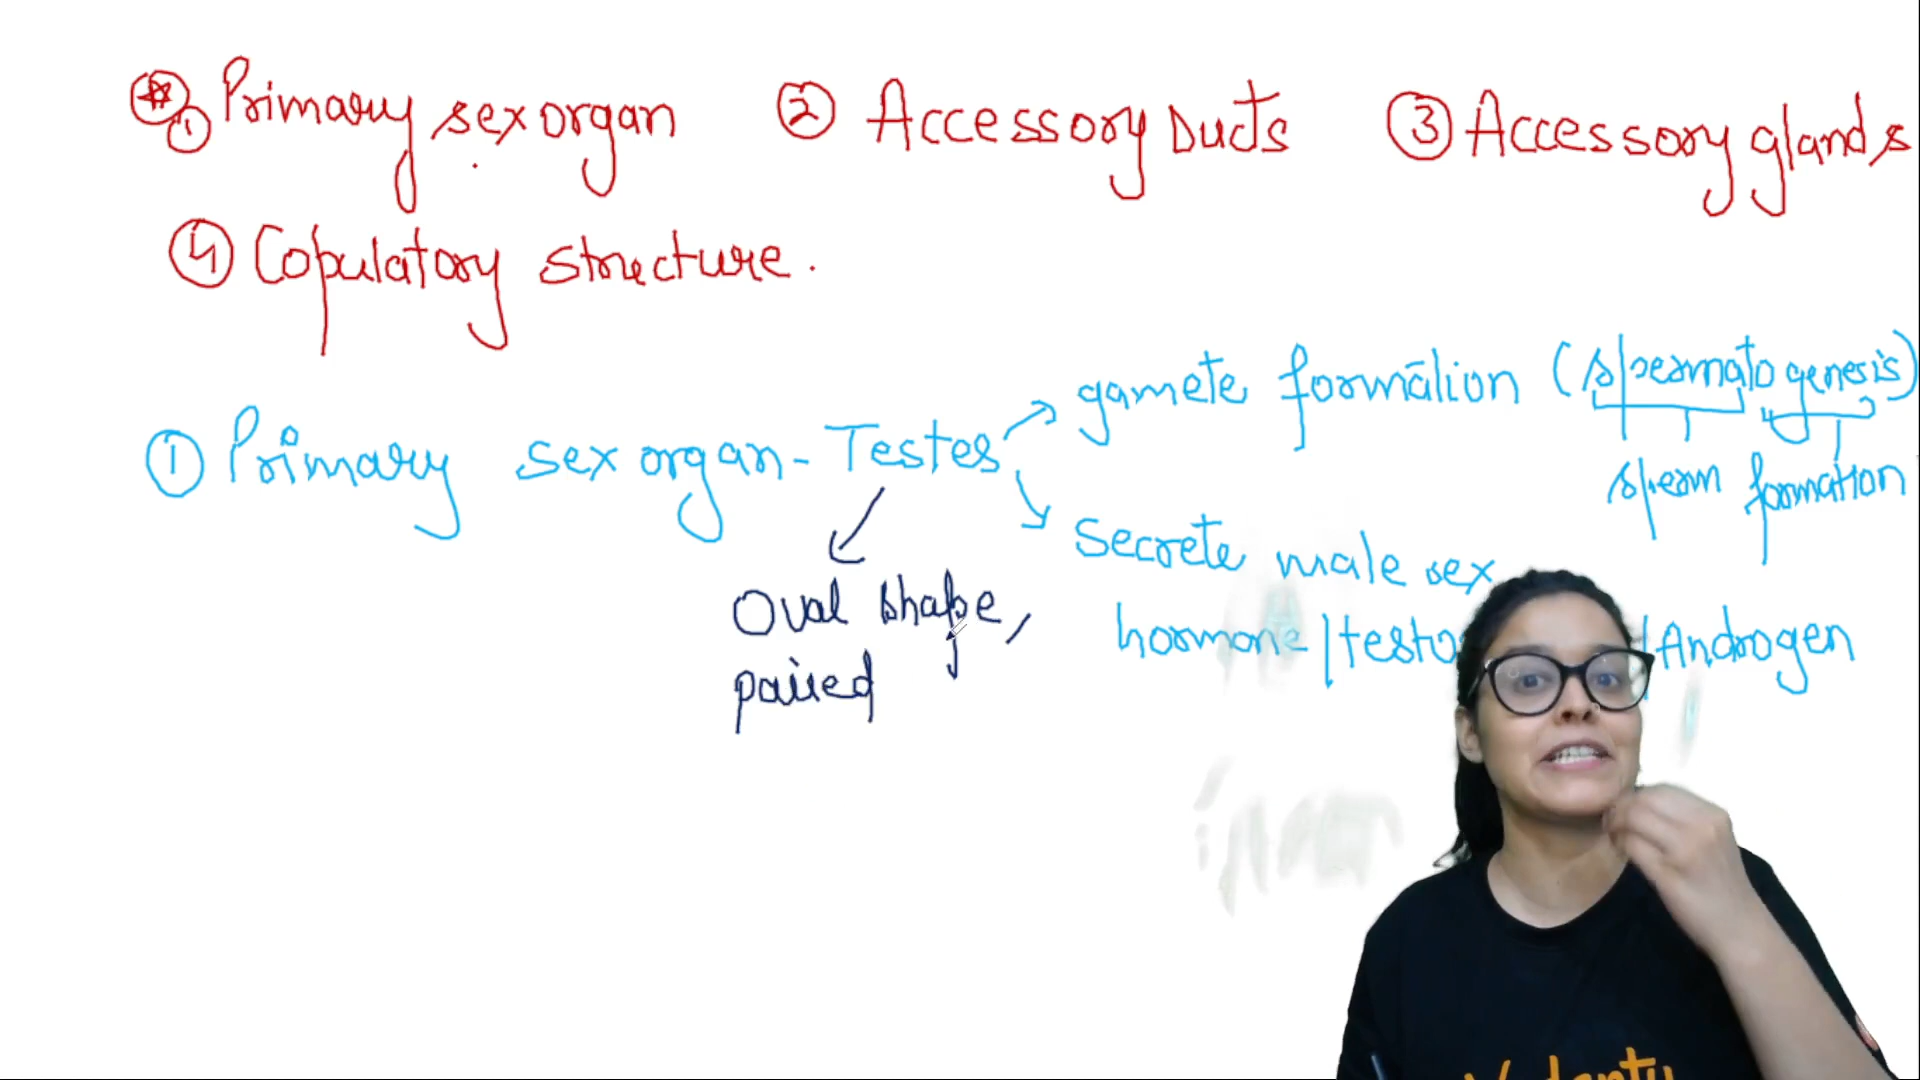 ① Primary sex organ ② Accessory Ducts ③ Accessory glands
④ Copulatory structure.
① Primary sex organ - Testes
gamete formation (spermatogenesis)
sperm formation
secrete male sex
hormone / testo / Androgen
Oval shape,
paired